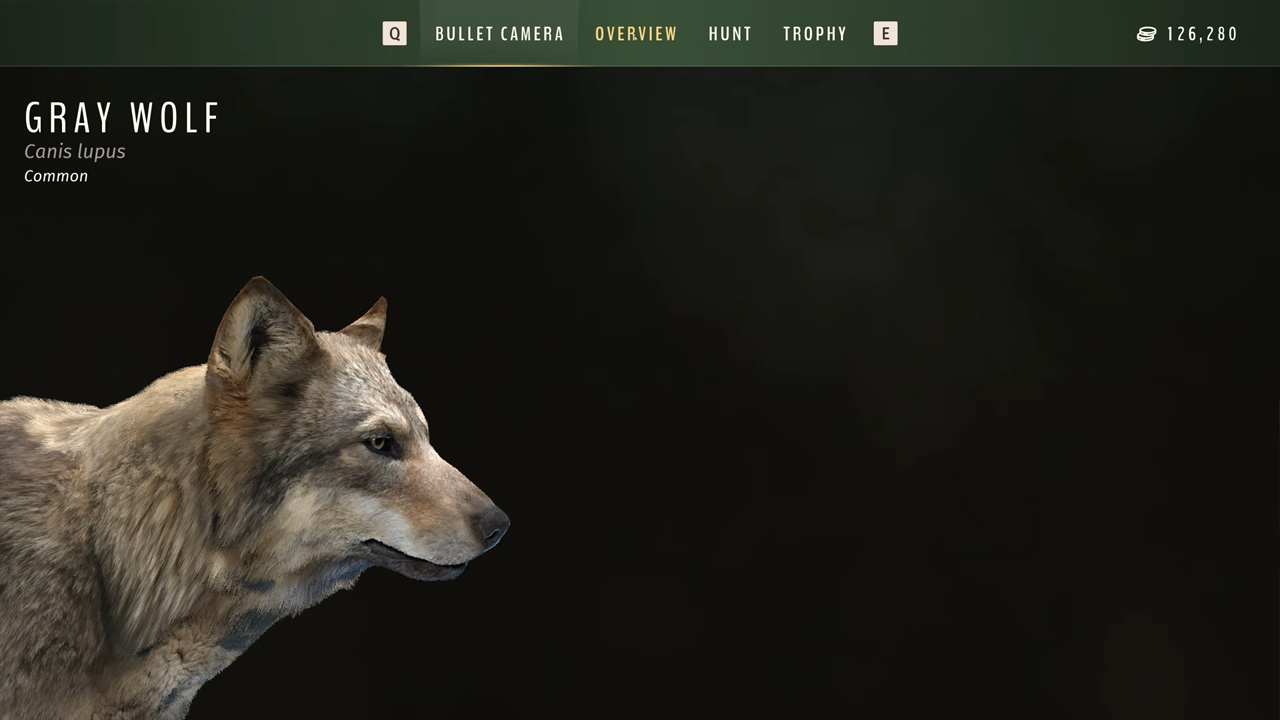 Q BULLET CAMERA OVERVIEW HUNT TROPHY E 126,280
GRAY WOLF
Canis lupus
Common